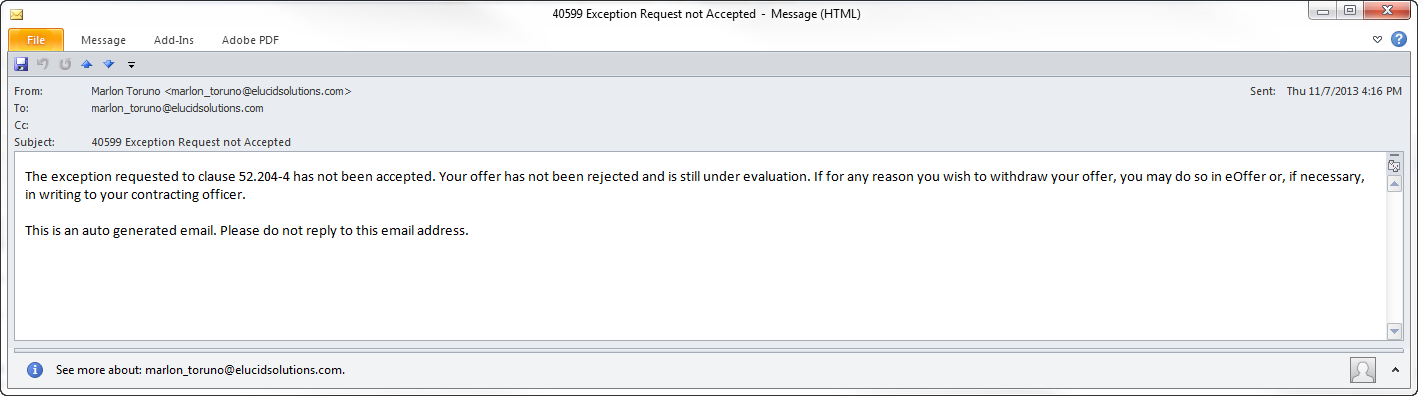 40599 Exception Request not Accepted - Message (HTML)
File Message Add-Ins Adobe PDF
From: Marlon Toruno <marlon_toruno@elucidsolutions.com> Sent: Thu 11/7/2013 4:16 PM
To: marlon_toruno@elucidsolutions.com
Cc:
Subject: 40599 Exception Request not Accepted
The exception requested to clause 52.204-4 has not been accepted. Your offer has not been rejected and is still under evaluation. If for any reason you wish to withdraw your offer, you may do so in eOffer or, if necessary,
in writing to your contracting officer.
This is an auto generated email. Please do not reply to this email address.
See more about: marlon_toruno@elucidsolutions.com.